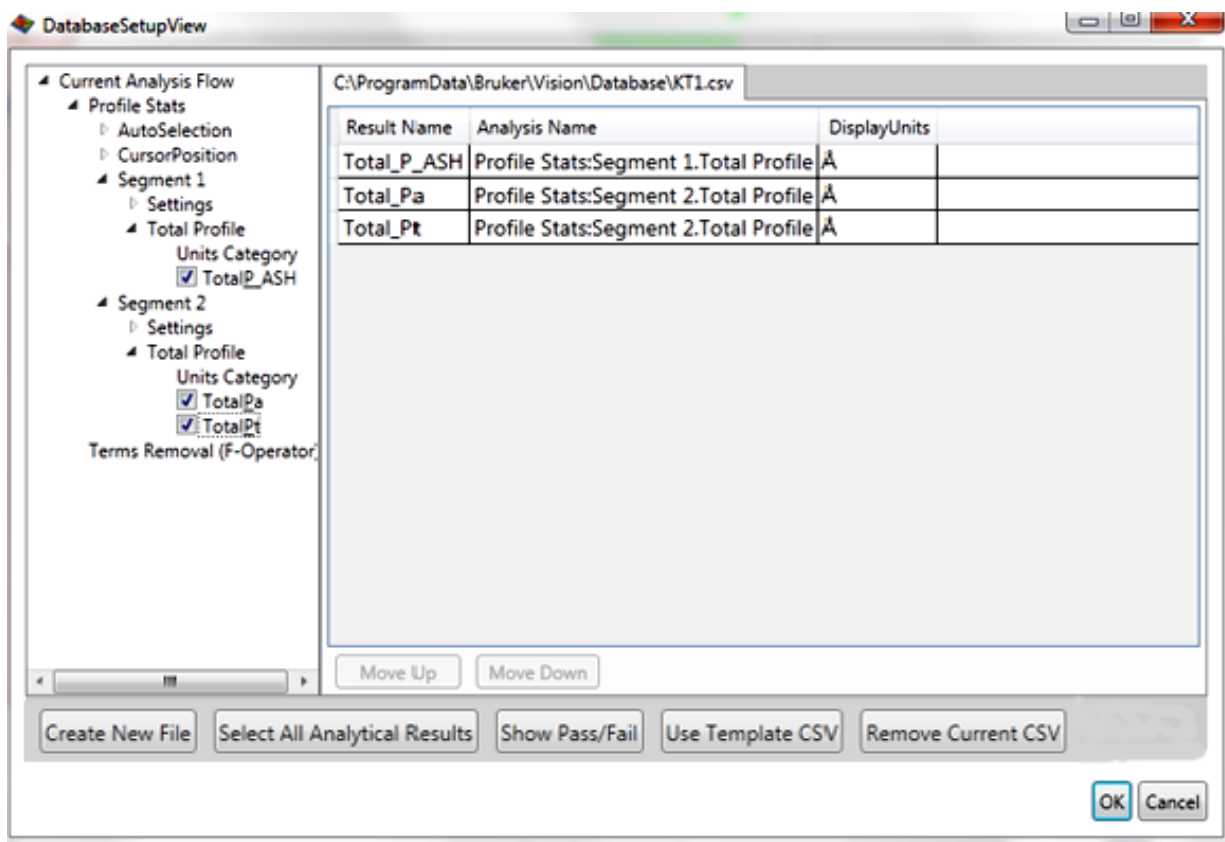 DatabaseSetupView
Current Analysis Flow
Profile Stats
AutoSelection
CursorPosition
Segment 1
Settings
Total Profile
Units Category
TotalP_ASH
Segment 2
Settings
Total Profile
Units Category
TotalPa
TotalPt
Terms Removal (F-Operator)
C:\ProgramData\Bruker\Vision\Database\KT1.csv
Result Name Analysis Name DisplayUnits
Total_P_ASH Profile Stats:Segment 1.Total Profile Å
Total_Pa Profile Stats:Segment 2.Total Profile Å
Total_Pt Profile Stats:Segment 2.Total Profile Å
Move Up Move Down
Create New File Select All Analytical Results Show Pass/Fail Use Template CSV Remove Current CSV
OK Cancel